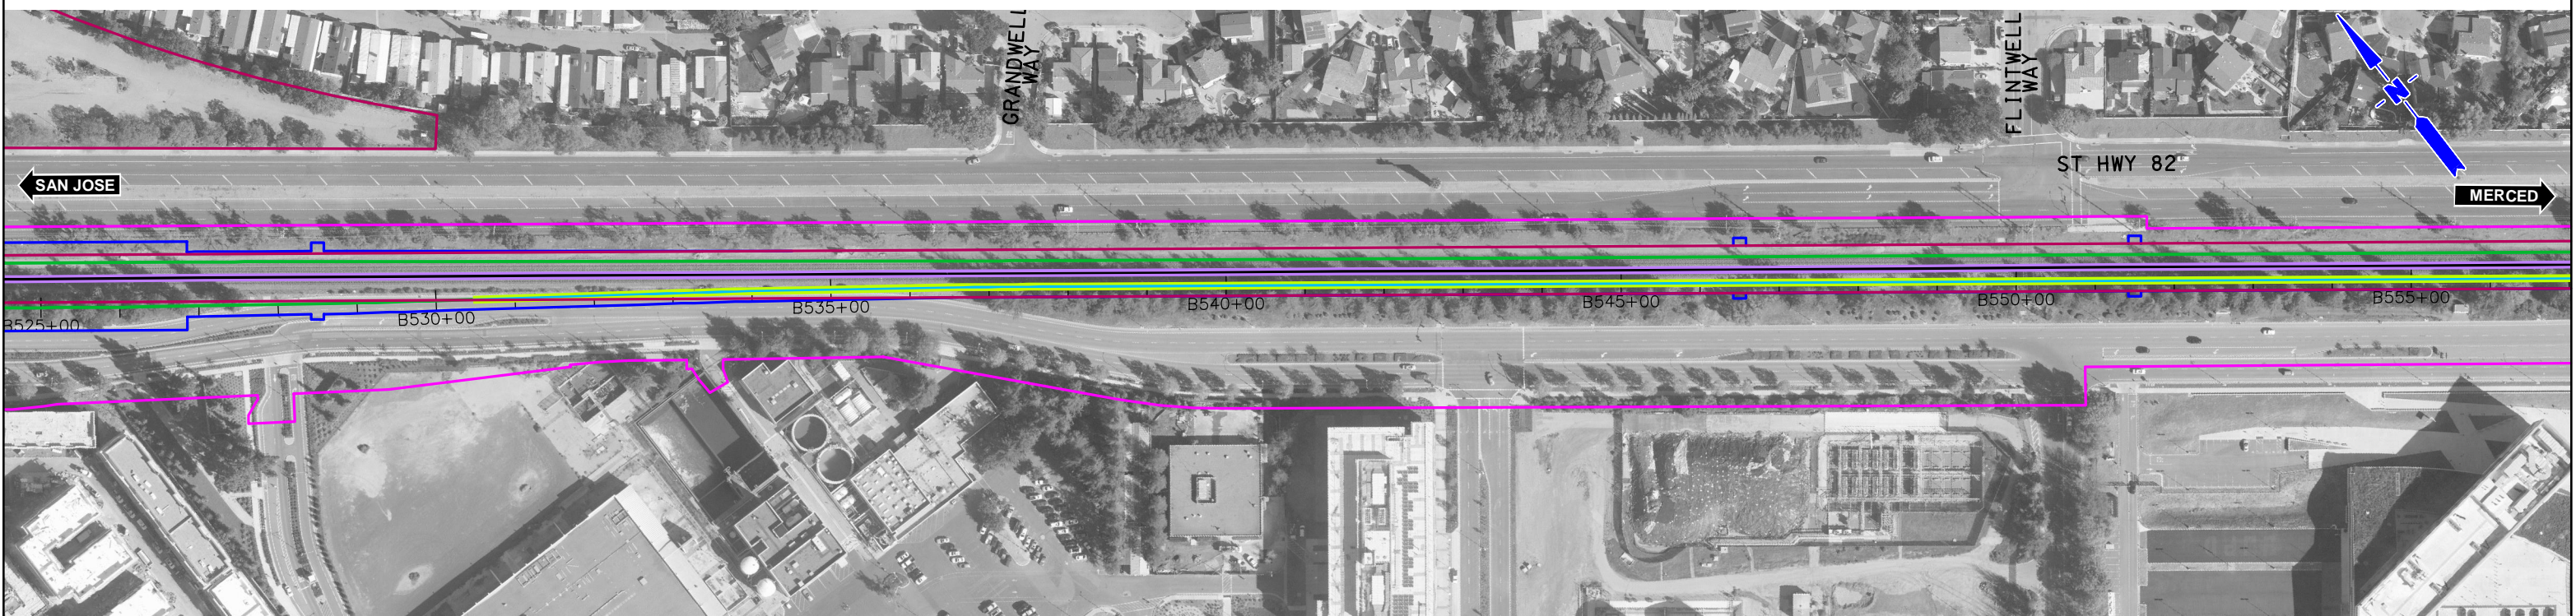 GRANDWELL
WAY
FLINTWELL
WAY
N
ST HWY 82
SAN JOSE
MERCED
B525+00
B530+00
B535+00
B540+00
B545+00
B550+00
B555+00